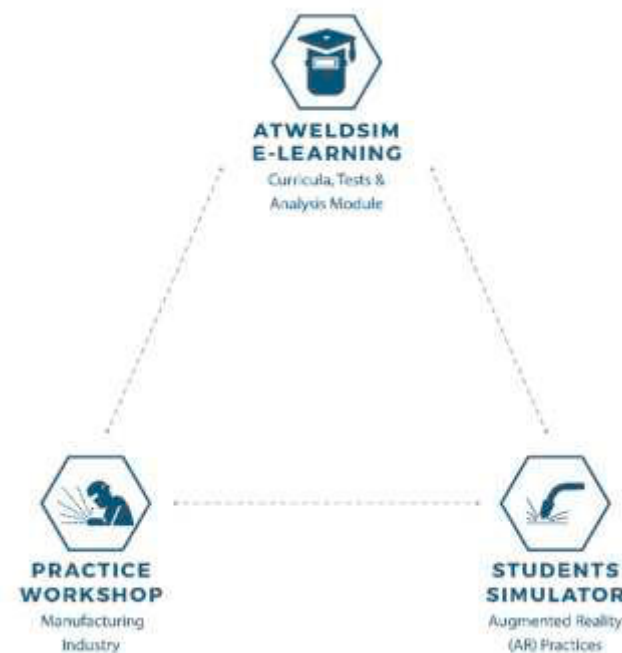 ATWELDSIM
E-LEARNING
Curricula, Tests &
Analysis Module
PRACTICE
WORKSHOP
Manufacturing
Industry
STUDENTS
SIMULATOR
Augmented Reality
(AR) Practices